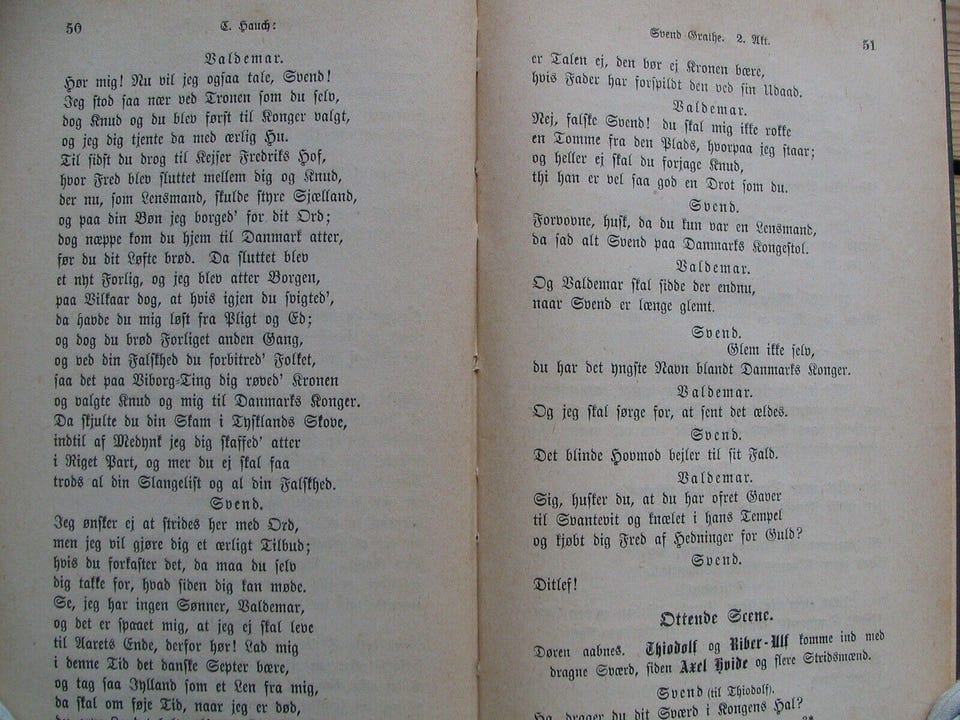 50
C. Hauch:
Valdemar.
Hør mig! Nu vil jeg ogsaa tale, Svend!
Jeg stod saa nær ved Tronen som du selv,
dog Knud og du blev først til Konger valgt,
og jeg dig tjente da med ærlig Hu.
Til sidst du drog til Kejser Fredriks Hof,
hvor Fred blev sluttet mellem dig og Knud,
der nu, som Lensmand, skulde styre Sjælland,
og paa din Bøn jeg borged' for dit Ord;
dog næppe kom du hjem til Danmark atter,
før du dit Løfte brød. Da sluttet blev
et nyt Forlig, og jeg blev atter Borgen,
paa Vilkaar dog, at hvis igjen du svigted',
da havde du mig løst fra Pligt og Ed;
og dog du brød Forliget anden Gang,
og ved din Falskhed du forbitred' Folket,
saa det paa Viborg-Ting dig røved' Kronen
og valgte Knud og mig til Danmarks Konger.
Da skjulte du din Skam i Tysklands Skove,
indtil af Medynk jeg dig skaffed' atter
i Riget Part, og mer du ej skal faa
trods al din Slangelist og al din Falskhed.
Svend.
Jeg ønsker ej at strides her med Ord,
men jeg vil gjøre dig et ærligt Tilbud;
hvis du forkaster det, da maa du selv
dig takke for, hvad siden dig kan møde.
Se, jeg har ingen Sønner, Valdemar,
og det er spaaet mig, at jeg ej skal leve
til Aarets Ende, derfor hør! Lad mig
i denne Tid det danske Septer bære,
og tag saa Jylland som et Len fra mig,
da skal om føje Tid, naar jeg er død,
Svend Grathe. 2. Akt.
51
er Talen ej, den bør ej Kronen bære,
hvis Fader har forspildt den ved sin Udaad.
Valdemar.
Nej, falske Svend! du skal mig ikke rokke
en Tomme fra den Plads, hvorpaa jeg staar;
og heller ej skal du forjage Knud,
thi han er vel saa god en Drot som du.
Svend.
Forvovne, husk, da du kun var en Lensmand,
da sad alt Svend paa Danmarks Kongestol.
Valdemar.
Og Valdemar skal sidde der endnu,
naar Svend er længe glemt.
Svend.
Glem ikke selv,
du har det yngste Navn blandt Danmarks Konger.
Valdemar.
Og jeg skal sørge for, at sent det ældes.
Svend.
Det blinde Hovmod bejler til sit Fald.
Valdemar.
Sig, husker du, at du har ofret Gaver
til Svantevit og knælet i hans Tempel
og kjøbt dig Fred af Hedninger for Guld?
Svend.
Ditlef!
Ottende Scene.
Døren aabnes. Thiodolf og Riber-Ulf komme ind med
dragne Sværd, siden Axel Hvide og flere Stridsmænd.
Svend (til Thiodolf).
Ha, drager du dit Sværd i Kongens Hal?